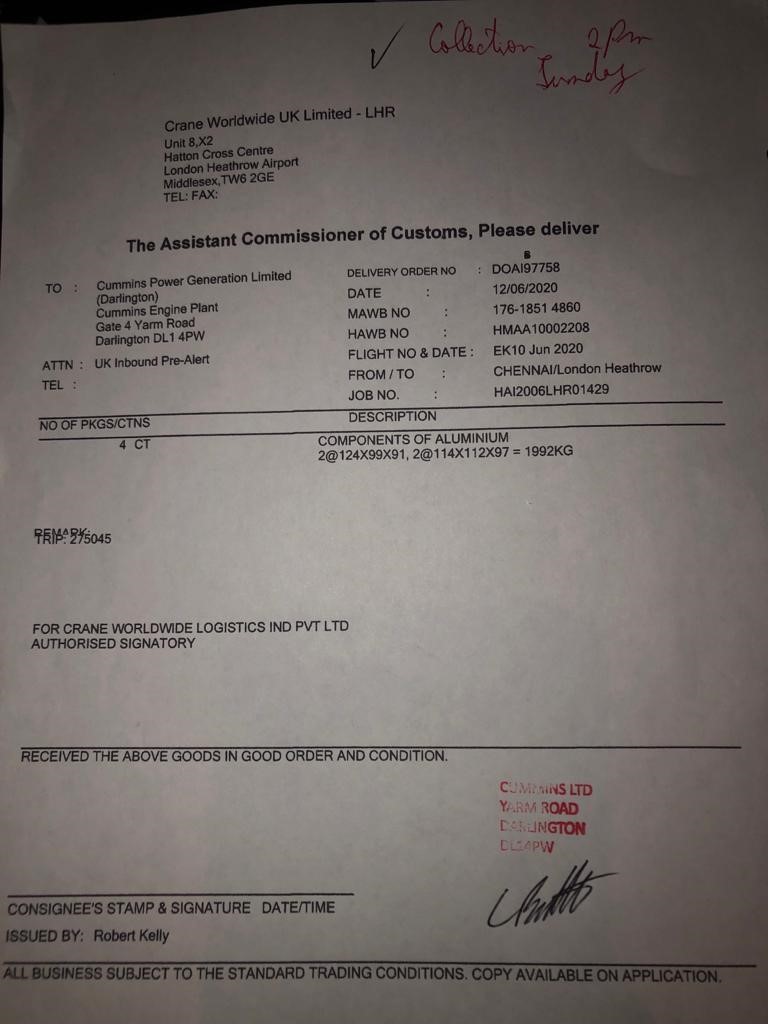 ✓ Collection 2pm
Sunday
Crane Worldwide UK Limited - LHR
Unit 8,X2
Hatton Cross Centre
London Heathrow Airport
Middlesex,TW6 2GE
TEL: FAX:
The Assistant Commissioner of Customs, Please deliver
TO : Cummins Power Generation Limited
(Darlington)
Cummins Engine Plant
Gate 4 Yarm Road
Darlington DL1 4PW
ATTN : UK Inbound Pre-Alert
TEL :
B
DELIVERY ORDER NO : DOAI97758
DATE : 12/06/2020
MAWB NO : 176-1851 4860
HAWB NO : HMAA10002208
FLIGHT NO & DATE : EK10 Jun 2020
FROM / TO : CHENNAI/London Heathrow
JOB NO. : HAI2006LHR01429
NO OF PKGS/CTNS DESCRIPTION
4 CT COMPONENTS OF ALUMINIUM
2@124X99X91, 2@114X112X97 = 1992KG
REMARK:
TRIP: 275045
FOR CRANE WORLDWIDE LOGISTICS IND PVT LTD
AUTHORISED SIGNATORY
RECEIVED THE ABOVE GOODS IN GOOD ORDER AND CONDITION.
CUMMINS LTD
YARM ROAD
DARLINGTON
DL14PW
CONSIGNEE'S STAMP & SIGNATURE DATE/TIME
ISSUED BY: Robert Kelly
ALL BUSINESS SUBJECT TO THE STANDARD TRADING CONDITIONS. COPY AVAILABLE ON APPLICATION.